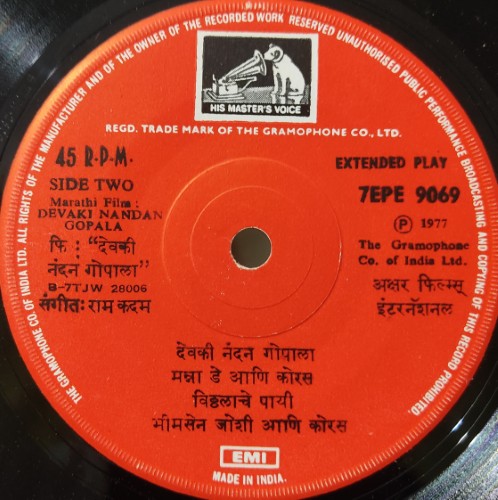 ALL RIGHTS OF THE MANUFACTURER AND OF THE OWNER OF THE RECORDED WORK RESERVED UNAUTHORISED PUBLIC PERFORMANCE BROADCASTING AND COPYING OF THIS RECORD PROHIBITED.
THE GRAMOPHONE CO. OF INDIA LTD.
HIS MASTER'S VOICE
REGD. TRADE MARK OF THE GRAMOPHONE CO., LTD.
45 R.P.M.
SIDE TWO
Marathi Film :
DEVAKI NANDAN
GOPALA
फि : "देवकी
नंदन गोपाला"
B-7TJW 28006
संगीत: राम कदम
EXTENDED PLAY
7EPE 9069
Ⓟ 1977
The Gramophone
Co. of India Ltd.
अक्षर फिल्म्स्
इंटरनॅशनल
देवकी नंदन गोपाला
मन्ना डे आणि कोरस
विठ्ठलाचे पायी
भीमसेन जोशी आणि कोरस
EMI
MADE IN INDIA.